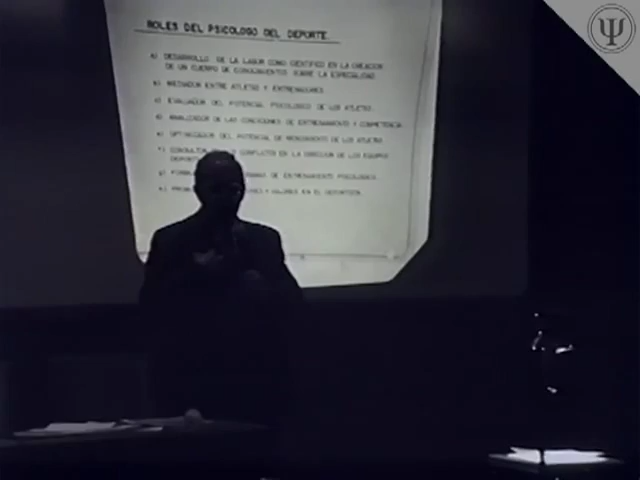 ROLES DEL PSICOLOGO DEL DEPORTE.
a) DESARROLLO DE LA LABOR COMO CIENTIFICO EN LA CREACION
DE UN CUERPO DE CONOCIMIENTOS SOBRE LA ESPECIALIDAD
b) MEDIADOR ENTRE ATLETAS Y ENTRENADORES
c) EVALUADOR DEL POTENCIAL PSICOLOGICO DE LOS ATLETAS.
d) ANALIZADOR DE LAS CONDICIONES DE ENTRENAMIENTO Y COMPETENCIA
e) OPTIMIZADOR DEL POTENCIAL DE RENDIMIENTO DE LOS ATLETAS
f) CONFLICTO EN LA DIRECCION DE LOS EQUIPOS
g) DE ENTRENAMIENTO PSICOLOGICO.
h) Y VALORES EN EL DEPORTISTA.